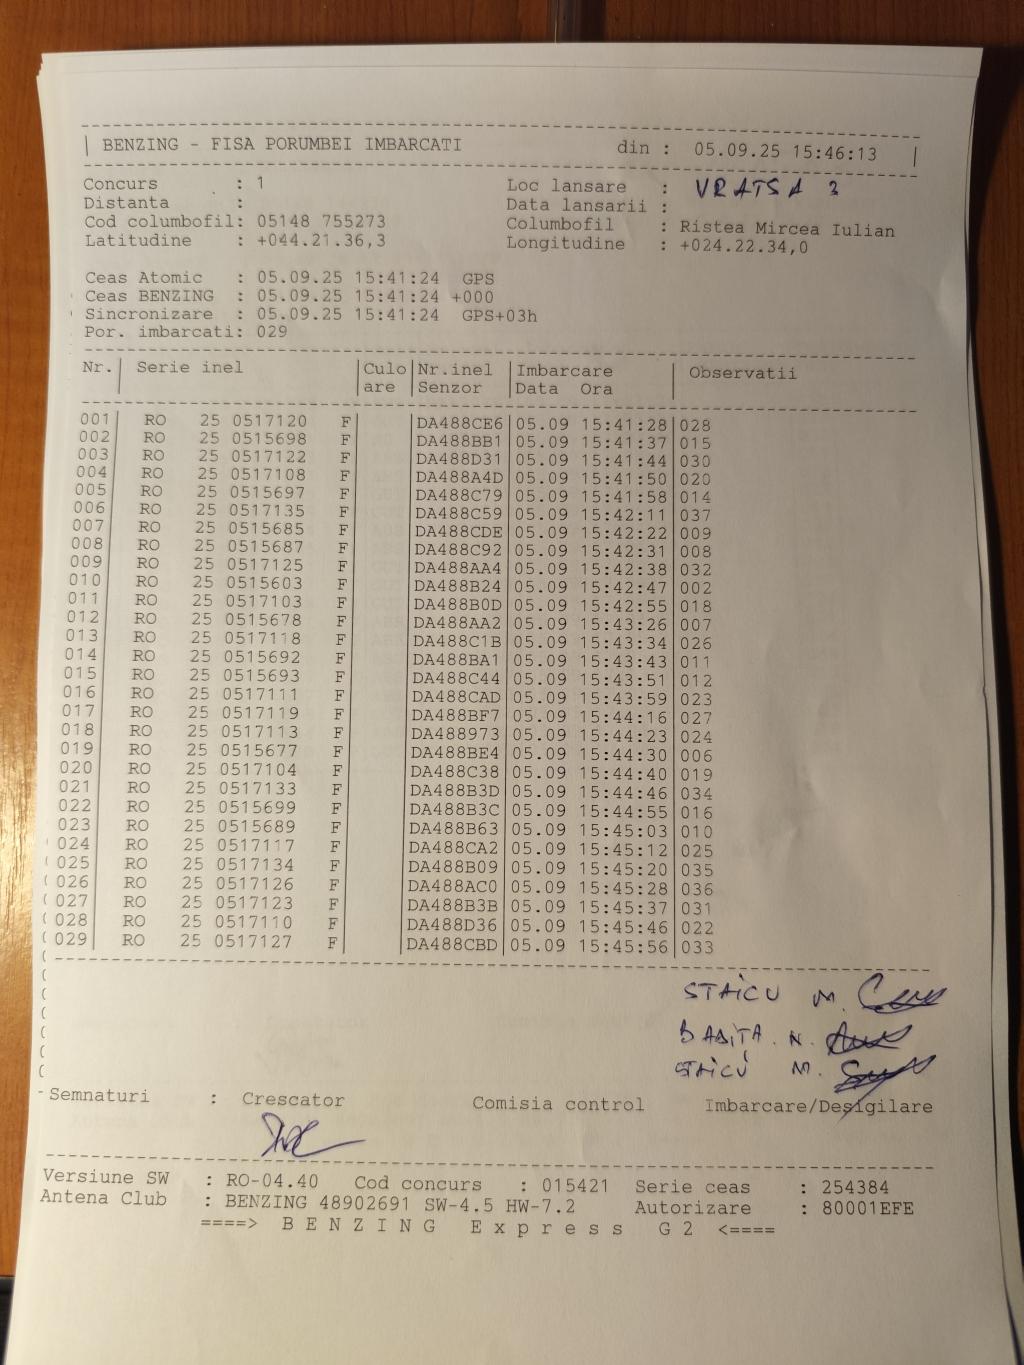 BENZING - FISA PORUMBEI IMBARCATI din : 05.09.25 15:46:13
Concurs : 1 Loc lansare : VRATSA 3
Distanta : Data lansarii :
Cod columbofil: 05148 755273 Columbofil : Ristea Mircea Iulian
Latitudine : +044.21.36,3 Longitudine : +024.22.34,0
Ceas Atomic : 05.09.25 15:41:24 GPS
Ceas BENZING : 05.09.25 15:41:24 +000
Sincronizare : 05.09.25 15:41:24 GPS+03h
Por. imbarcati: 029
Nr. | Serie inel | Culo | Nr.inel | Imbarcare | Observatii
are | Senzor | Data Ora
001 RO 25 0517120 F DA488CE6 05.09 15:41:28 028
002 RO 25 0515698 F DA488BB1 05.09 15:41:37 015
003 RO 25 0517122 F DA488D31 05.09 15:41:44 030
004 RO 25 0517108 F DA488A4D 05.09 15:41:50 020
005 RO 25 0515697 F DA488C79 05.09 15:41:58 014
006 RO 25 0517135 F DA488C59 05.09 15:42:11 037
007 RO 25 0515685 F DA488CDE 05.09 15:42:22 009
008 RO 25 0515687 F DA488C92 05.09 15:42:31 008
009 RO 25 0517125 F DA488AA4 05.09 15:42:38 032
010 RO 25 0515603 F DA488B24 05.09 15:42:47 002
011 RO 25 0517103 F DA488B0D 05.09 15:42:55 018
012 RO 25 0515678 F DA488AA2 05.09 15:43:26 007
013 RO 25 0517118 F DA488C1B 05.09 15:43:34 026
014 RO 25 0515692 F DA488BA1 05.09 15:43:43 011
015 RO 25 0515693 F DA488C44 05.09 15:43:51 012
016 RO 25 0517111 F DA488CAD 05.09 15:43:59 023
017 RO 25 0517119 F DA488BF7 05.09 15:44:16 027
018 RO 25 0517113 F DA488973 05.09 15:44:23 024
019 RO 25 0515677 F DA488BE4 05.09 15:44:30 006
020 RO 25 0517104 F DA488C38 05.09 15:44:40 019
021 RO 25 0517133 F DA488B3D 05.09 15:44:46 034
022 RO 25 0515699 F DA488B3C 05.09 15:44:55 016
023 RO 25 0515689 F DA488B63 05.09 15:45:03 010
024 RO 25 0517117 F DA488CA2 05.09 15:45:12 025
025 RO 25 0517134 F DA488B09 05.09 15:45:20 035
026 RO 25 0517126 F DA488AC0 05.09 15:45:28 036
027 RO 25 0517123 F DA488B3B 05.09 15:45:37 031
028 RO 25 0517110 F DA488D36 05.09 15:45:46 022
029 RO 25 0517127 F DA488CBD 05.09 15:45:56 033
STAICU M.
BADITA. N.
STAICU M.
Semnaturi : Crescator Comisia control Imbarcare/Desigilare
Versiune SW : RO-04.40 Cod concurs : 015421 Serie ceas : 254384
Antena Club : BENZING 48902691 SW-4.5 HW-7.2 Autorizare : 80001EFE
====> B E N Z I N G E x p r e s s G 2 <====